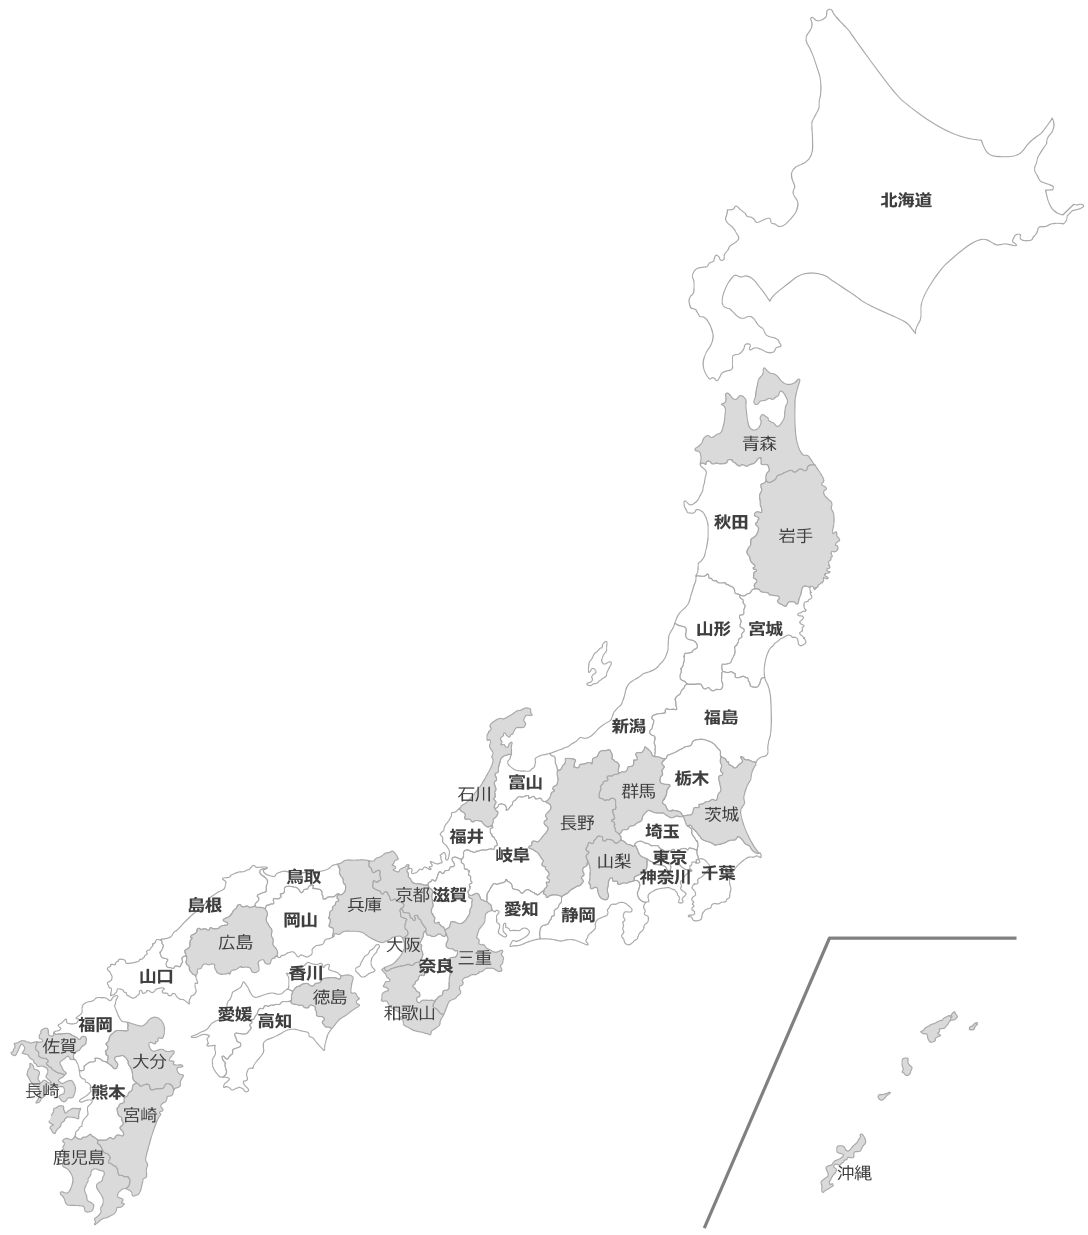 北海道
青森
秋田
岩手
山形
宮城
福島
新潟
栃木
富山
群馬
石川
茨城
長野
福井
埼玉
岐阜
東京
山梨
千葉
鳥取
神奈川
京都
滋賀
兵庫
島根
愛知
静岡
岡山
広島
大阪
三重
奈良
香川
山口
徳島
和歌山
愛媛
高知
福岡
佐賀
大分
長崎
熊本
宮崎
鹿児島
沖縄